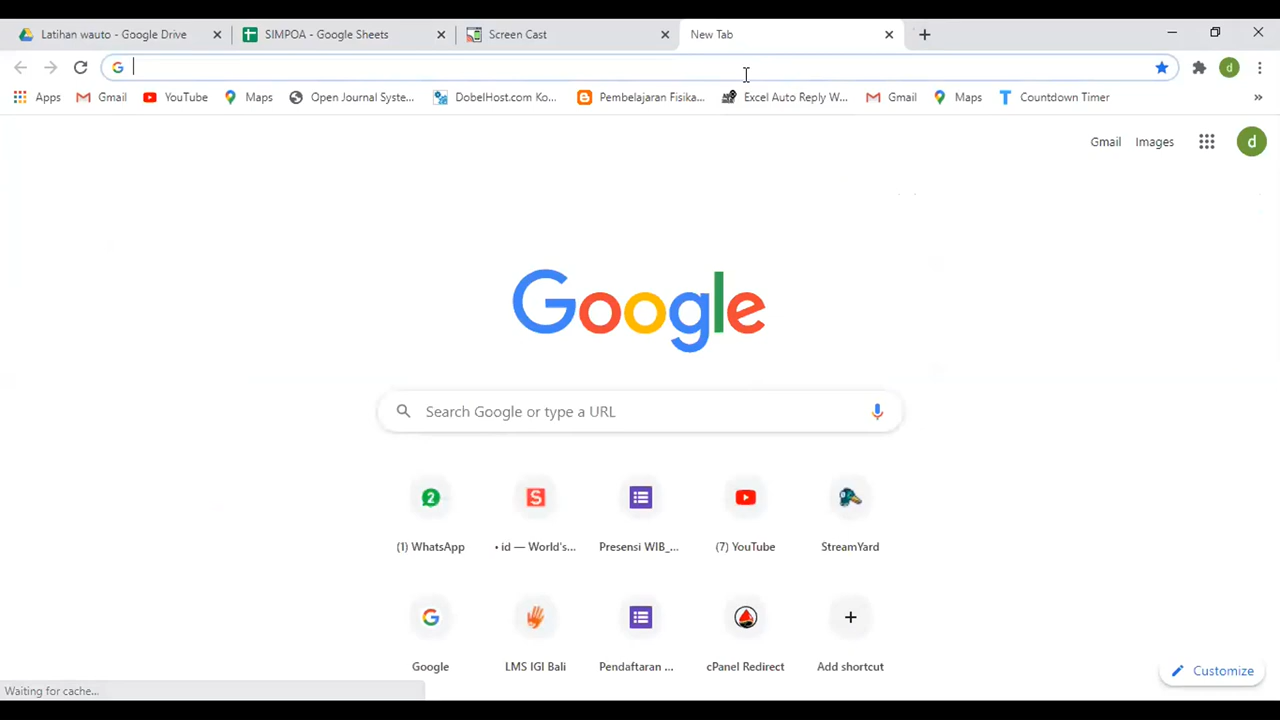 Latihan wauto - Google Drive
SIMPOA - Google Sheets
Screen Cast
New Tab
d
Apps
Gmail
YouTube
Maps
Open Journal Syste...
DobelHost.com Ko...
Pembelajaran Fisika...
Excel Auto Reply W...
Gmail
Maps
Countdown Timer
»
Gmail
Images
d
Google
Search Google or type a URL
2
S
(1) WhatsApp
• id — World's...
Presensi WIB_...
(7) YouTube
StreamYard
Google
LMS IGI Bali
Pendaftaran ...
cPanel Redirect
Add shortcut
Customize
Waiting for cache...